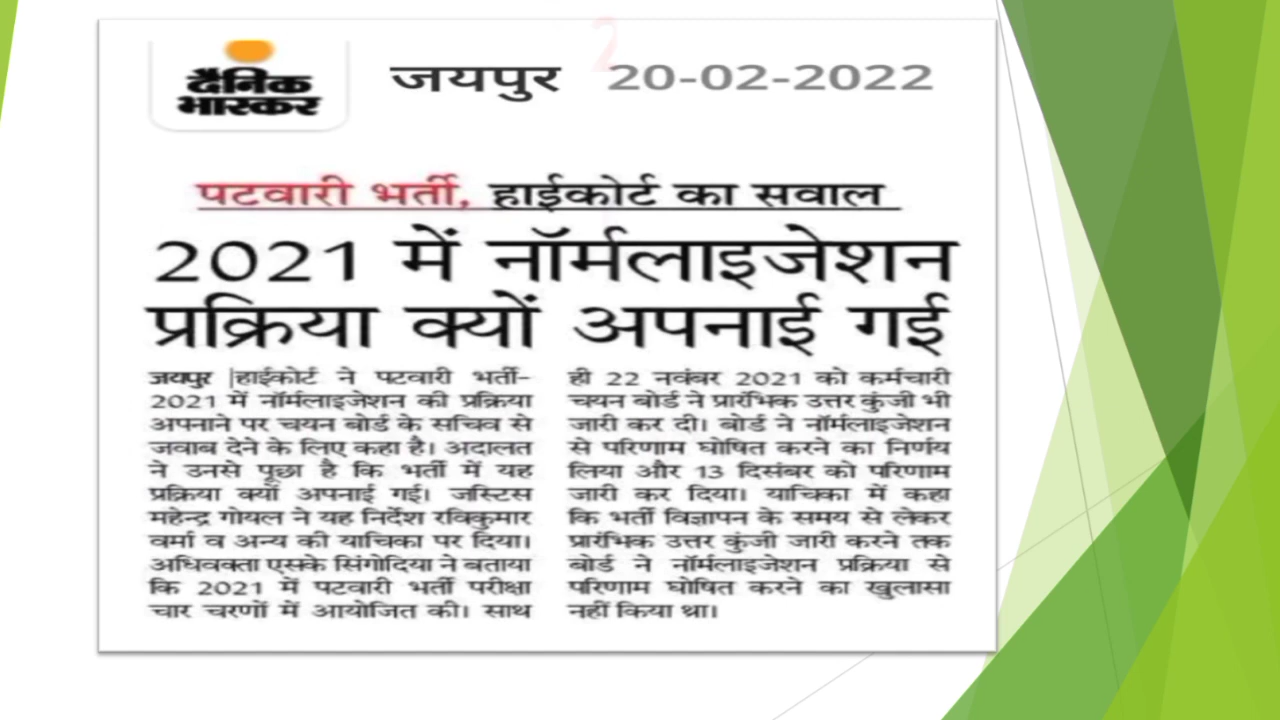 दैनिक
भास्कर
जयपुर 20-02-2022
पटवारी भर्ती, हाईकोर्ट का सवाल
2021 में नॉर्मलाइजेशन
प्रक्रिया क्यों अपनाई गई
जयपुर |हाईकोर्ट ने पटवारी भर्ती-
2021 में नॉर्मलाइजेशन की प्रक्रिया
अपनाने पर चयन बोर्ड के सचिव से
जवाब देने के लिए कहा है। अदालत
ने उनसे पूछा है कि भर्ती में यह
प्रक्रिया क्यों अपनाई गई। जस्टिस
महेन्द्र गोयल ने यह निर्देश रविकुमार
वर्मा व अन्य की याचिका पर दिया।
अधिवक्ता एसके सिंगोदिया ने बताया
कि 2021 में पटवारी भर्ती परीक्षा
चार चरणों में आयोजित की। साथ
ही 22 नवंबर 2021 को कर्मचारी
चयन बोर्ड ने प्रारंभिक उत्तर कुंजी भी
जारी कर दी। बोर्ड ने नॉर्मलाइजेशन
से परिणाम घोषित करने का निर्णय
लिया और 13 दिसंबर को परिणाम
जारी कर दिया। याचिका में कहा
कि भर्ती विज्ञापन के समय से लेकर
प्रारंभिक उत्तर कुंजी जारी करने तक
बोर्ड ने नॉर्मलाइजेशन प्रक्रिया से
परिणाम घोषित करने का खुलासा
नहीं किया था।